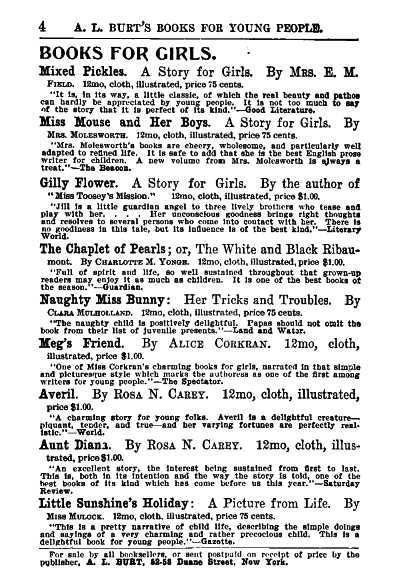 4 A. L. BURT'S BOOKS FOR YOUNG PEOPLE.
BOOKS FOR GIRLS.
Mixed Pickles. A Story for Girls. By MRS. E. M.
FIELD. 12mo, cloth, illustrated, price 75 cents.
"It is, in its way, a little classic, of which the real beauty and pathos
can hardly be appreciated by young people. It is not too much to say
of the story that it is perfect of its kind."—Good Literature.
Miss Mouse and Her Boys. A Story for Girls. By
MRS. MOLESWORTH. 12mo, cloth, illustrated, price 75 cents.
"Mrs. Molesworth's books are cheery, wholesome, and particularly well
adapted to refined life. It is safe to add that she is the best English prose
writer for children. A new volume from Mrs. Molesworth is always a
treat."—The Beacon.
Gilly Flower. A Story for Girls. By the author of
"Miss Toosey's Mission." 12mo, cloth, illustrated, price $1.00.
"Jill is a little guardian angel to three lively brothers who tease and
play with her. . . . Her unconscious goodness brings right thoughts
and resolves to several persons who come into contact with her. There is
no goodiness in this tale, but its influence is of the best kind."—Literary
World.
The Chaplet of Pearls; or, The White and Black Ribau-
mont. By CHARLOTTE M. YONGE. 12mo, cloth, illustrated, price $1.00.
"Full of spirit and life, so well sustained throughout that grown-up
readers may enjoy it as much as children. It is one of the best books of
the season."—Guardian.
Naughty Miss Bunny: Her Tricks and Troubles. By
CLARA MULHOLLAND. 12mo, cloth, illustrated, price 75 cents.
"The naughty child is positively delightful. Papas should not omit the
book from their list of juvenile presents."—Land and Water.
Meg's Friend. By ALICE CORKRAN. 12mo, cloth,
illustrated, price $1.00.
"One of Miss Corkran's charming books for girls, narrated in that simple
and picturesque style which marks the authoress as one of the first among
writers for young people."—The Spectator.
Averil. By ROSA N. CAREY. 12mo, cloth, illustrated,
price $1.00.
"A charming story for young folks. Averil is a delightful creature—
piquant, tender, and true—and her varying fortunes are perfectly real-
istic."—World.
Aunt Diana. By ROSA N. CAREY. 12mo, cloth, illus-
trated, price $1.00.
"An excellent story, the interest being sustained from first to last.
This is, both in its intention and the way the story is told, one of the
best books of its kind which has come before us this year."—Saturday
Review.
Little Sunshine's Holiday: A Picture from Life. By
MISS MULOCK. 12mo, cloth, illustrated, price 75 cents.
"This is a pretty narrative of child life, describing the simple doings
and sayings of a very charming and rather precocious child. This is a
delightful book for young people."—Gazette.
For sale by all booksellers, or sent postpaid on receipt of price by the
publisher, A. L. BURT, 52-58 Duane Street, New York.